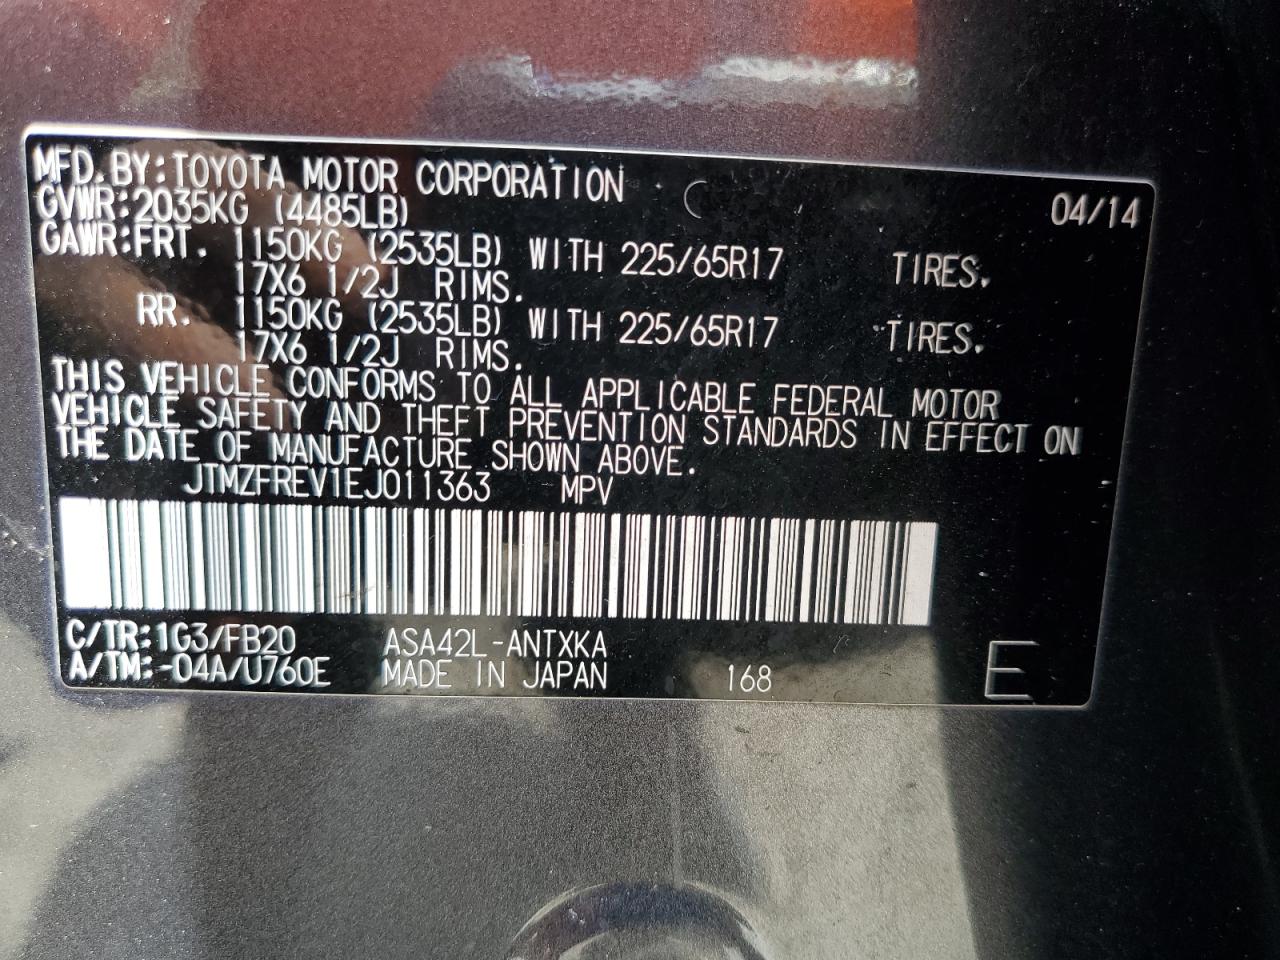 MFD. BY: TOYOTA MOTOR CORPORATION 04/14
GVWR: 2035KG (4485LB)
GAWR: FRT. 1150KG (2535LB) WITH 225/65R17 TIRES.
17X6 1/2J RIMS.
RR. 1150KG (2535LB) WITH 225/65R17 TIRES.
17X6 1/2J RIMS.
THIS VEHICLE CONFORMS TO ALL APPLICABLE FEDERAL MOTOR
VEHICLE SAFETY AND THEFT PREVENTION STANDARDS IN EFFECT ON
THE DATE OF MANUFACTURE SHOWN ABOVE.
JTMZFREV1EJ011363 MPV
C/TR: 1G3/FB20 ASA42L-ANTXKA
A/TM: -04A/U760E MADE IN JAPAN 168 E